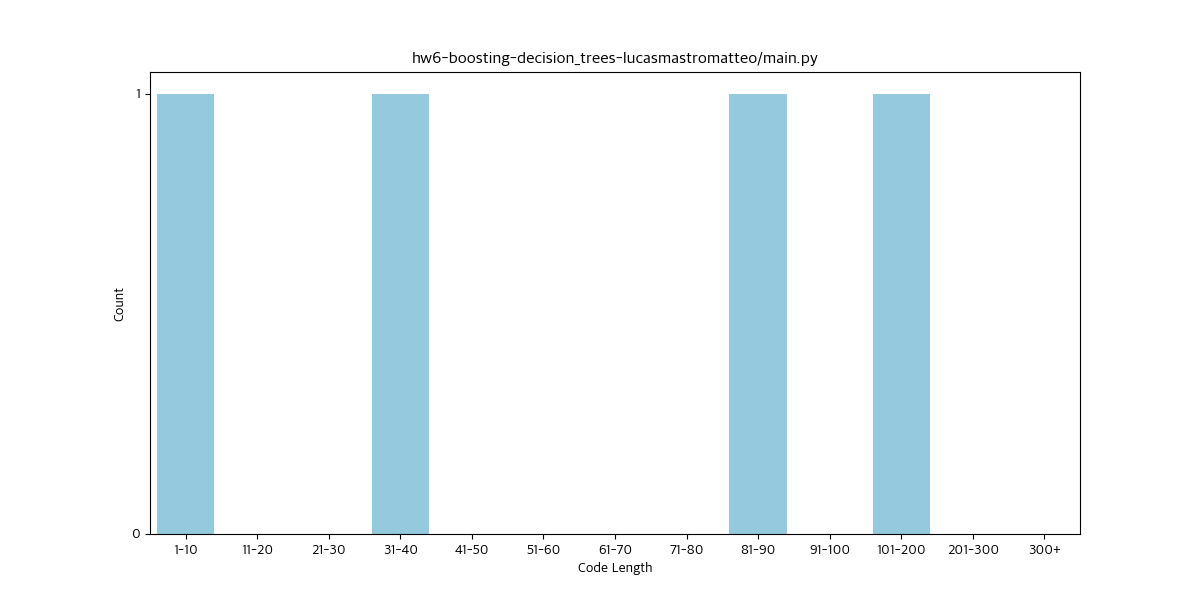 hw6-boosting-decision_trees-lucasmastromatteo/main.py
1
Count
0
1-10 11-20 21-30 31-40 41-50 51-60 61-70 71-80 81-90 91-100 101-200 201-300 300+
Code Length